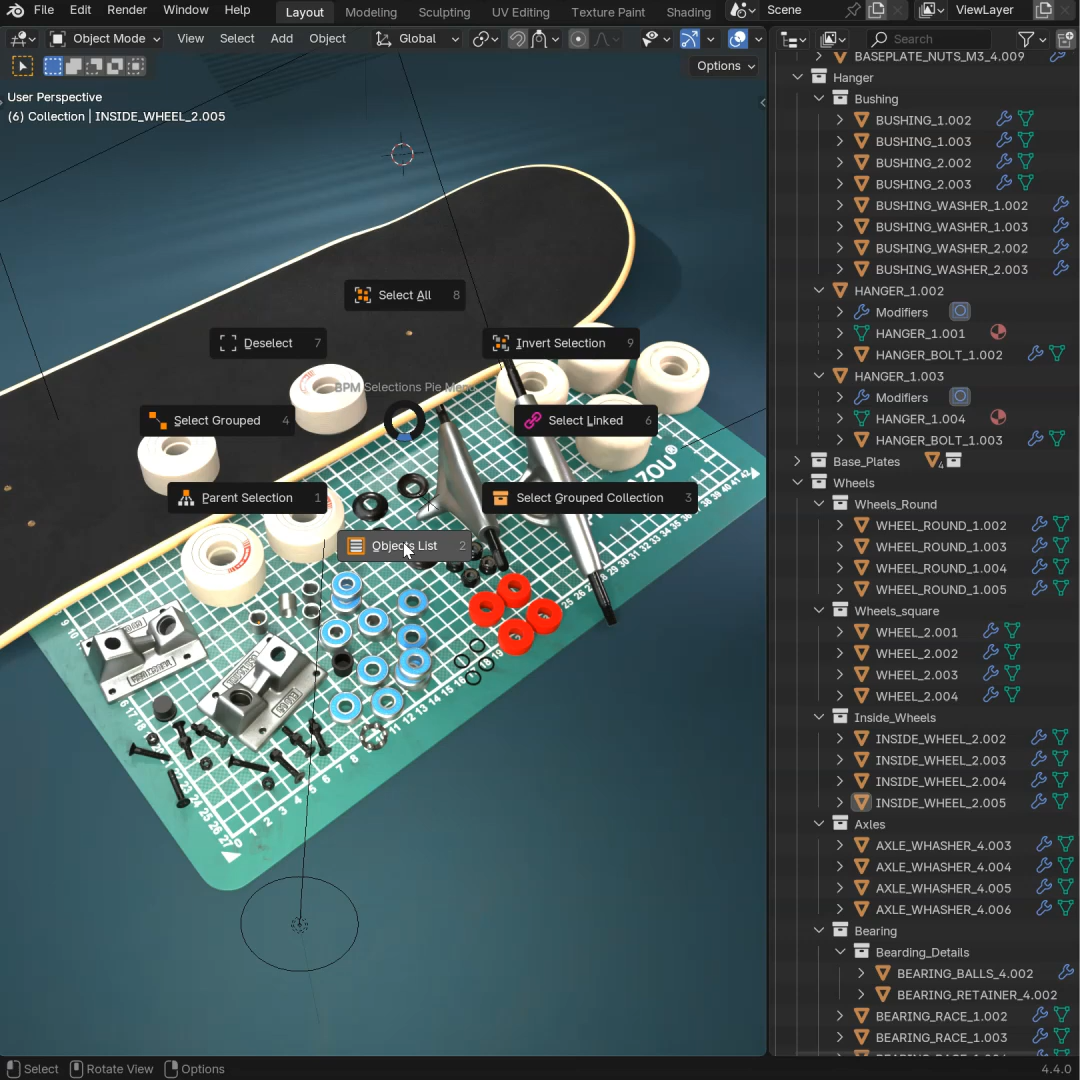 File Edit Render Window Help Layout Modeling Sculpting UV Editing Texture Paint Shading Scene ViewLayer
Object Mode View Select Add Object Global Search
Options
User Perspective
(6) Collection | INSIDE_WHEEL_2.005
Select All 8
Deselect 7
Invert Selection 9
BPM Selections Pie Menu
Select Grouped 4
Select Linked 6
Parent Selection 1
Select Grouped Collection 3
Objects List 2
BASEPLATE_NUTS_M3_4.009
Hanger
Bushing
BUSHING_1.002
BUSHING_1.003
BUSHING_2.002
BUSHING_2.003
BUSHING_WASHER_1.002
BUSHING_WASHER_1.003
BUSHING_WASHER_2.002
BUSHING_WASHER_2.003
HANGER_1.002
Modifiers
HANGER_1.001
HANGER_BOLT_1.002
HANGER_1.003
Modifiers
HANGER_1.004
HANGER_BOLT_1.003
Base_Plates 4
Wheels
Wheels_Round
WHEEL_ROUND_1.002
WHEEL_ROUND_1.003
WHEEL_ROUND_1.004
WHEEL_ROUND_1.005
Wheels_square
WHEEL_2.001
WHEEL_2.002
WHEEL_2.003
WHEEL_2.004
Inside_Wheels
INSIDE_WHEEL_2.002
INSIDE_WHEEL_2.003
INSIDE_WHEEL_2.004
INSIDE_WHEEL_2.005
Axles
AXLE_WHASHER_4.003
AXLE_WHASHER_4.004
AXLE_WHASHER_4.005
AXLE_WHASHER_4.006
Bearing
Bearding_Details
BEARING_BALLS_4.002
BEARING_RETAINER_4.002
BEARING_RACE_1.002
BEARING_RACE_1.003
Select Rotate View Options 4.4.0